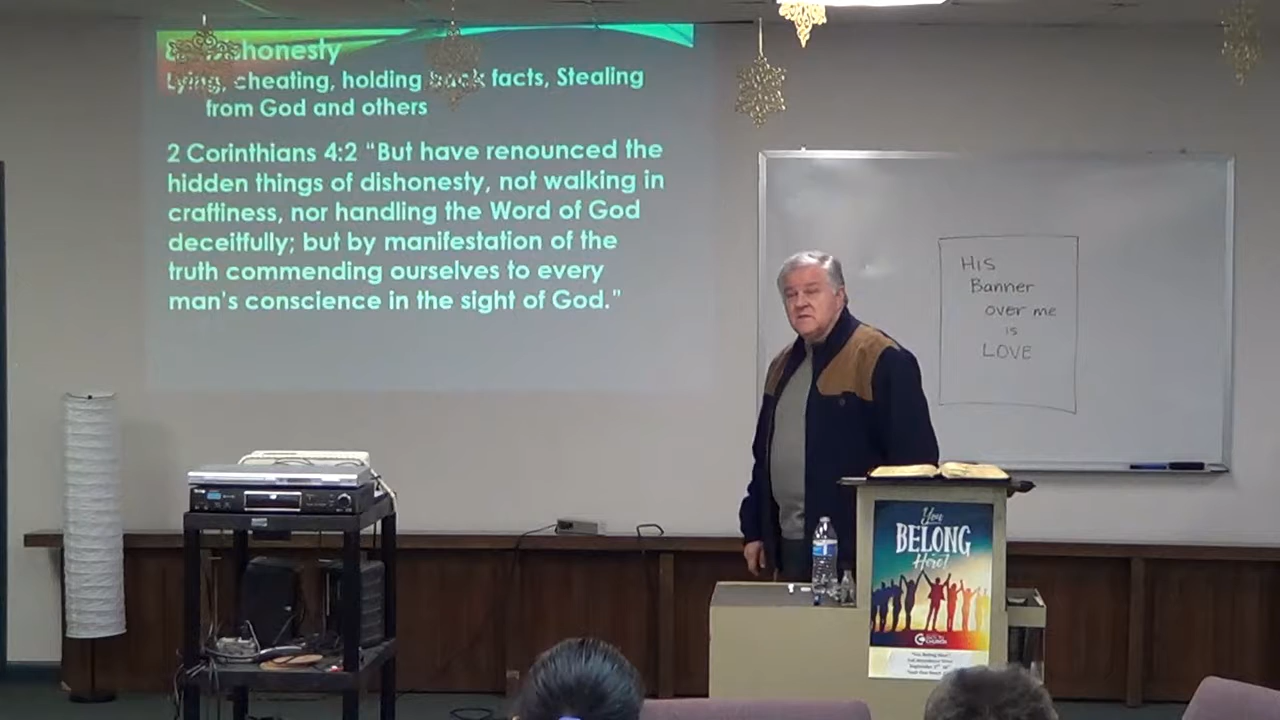 Dishonesty
Lying, cheating, holding back facts, Stealing
from God and others
2 Corinthians 4:2 "But have renounced the
hidden things of dishonesty, not walking in
craftiness, nor handling the Word of God
deceitfully; but by manifestation of the
truth commending ourselves to every
man's conscience in the sight of God."
HIS
Banner
over me
is
LOVE
You
BELONG
Here!
CHURCH